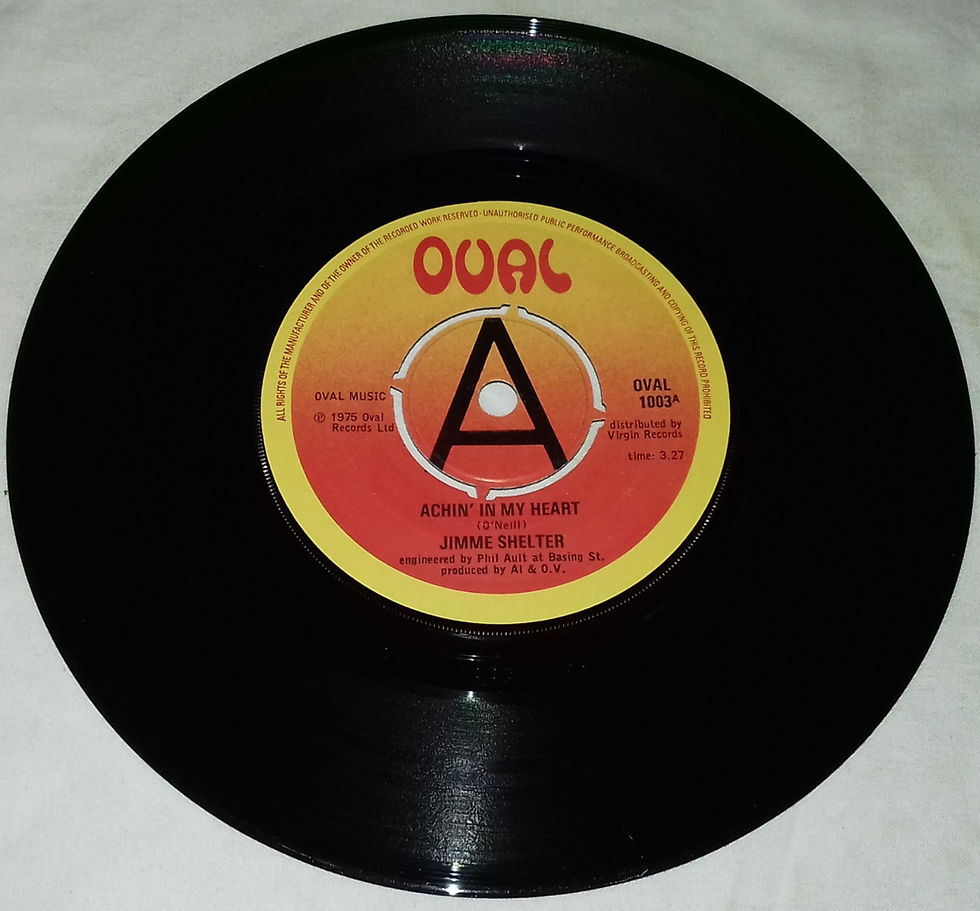 ALL RIGHTS OF THE MANUFACTURER AND OF THE OWNER OF THE RECORDED WORK RESERVED · UNAUTHORISED PUBLIC PERFORMANCE BROADCASTING AND COPYING OF THIS RECORD PROHIBITED
OVAL
A
OVAL MUSIC
℗ 1975 Oval
Records Ltd
OVAL
1003A
distributed by
Virgin Records
time: 3.27
ACHIN' IN MY HEART
(O'Neill)
JIMME SHELTER
engineered by Phil Ault at Basing St.
produced by Al & O.V.